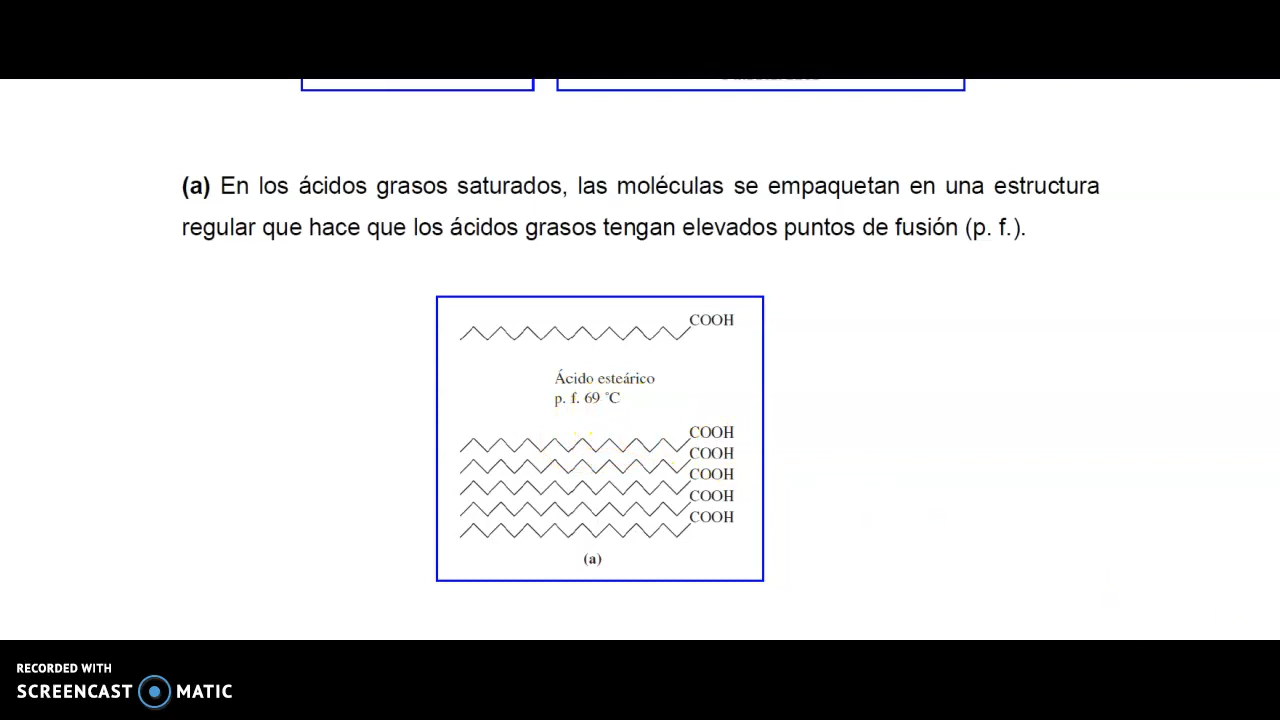 (a) En los ácidos grasos saturados, las moléculas se empaquetan en una estructura
regular que hace que los ácidos grasos tengan elevados puntos de fusión (p. f.).
COOH
Ácido esteárico
p. f. 69 °C
COOH
COOH
COOH
COOH
COOH
(a)
RECORDED WITH
SCREENCAST MATIC